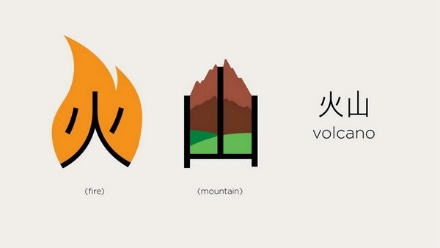 火
(fire)
山
(mountain)
火山
volcano